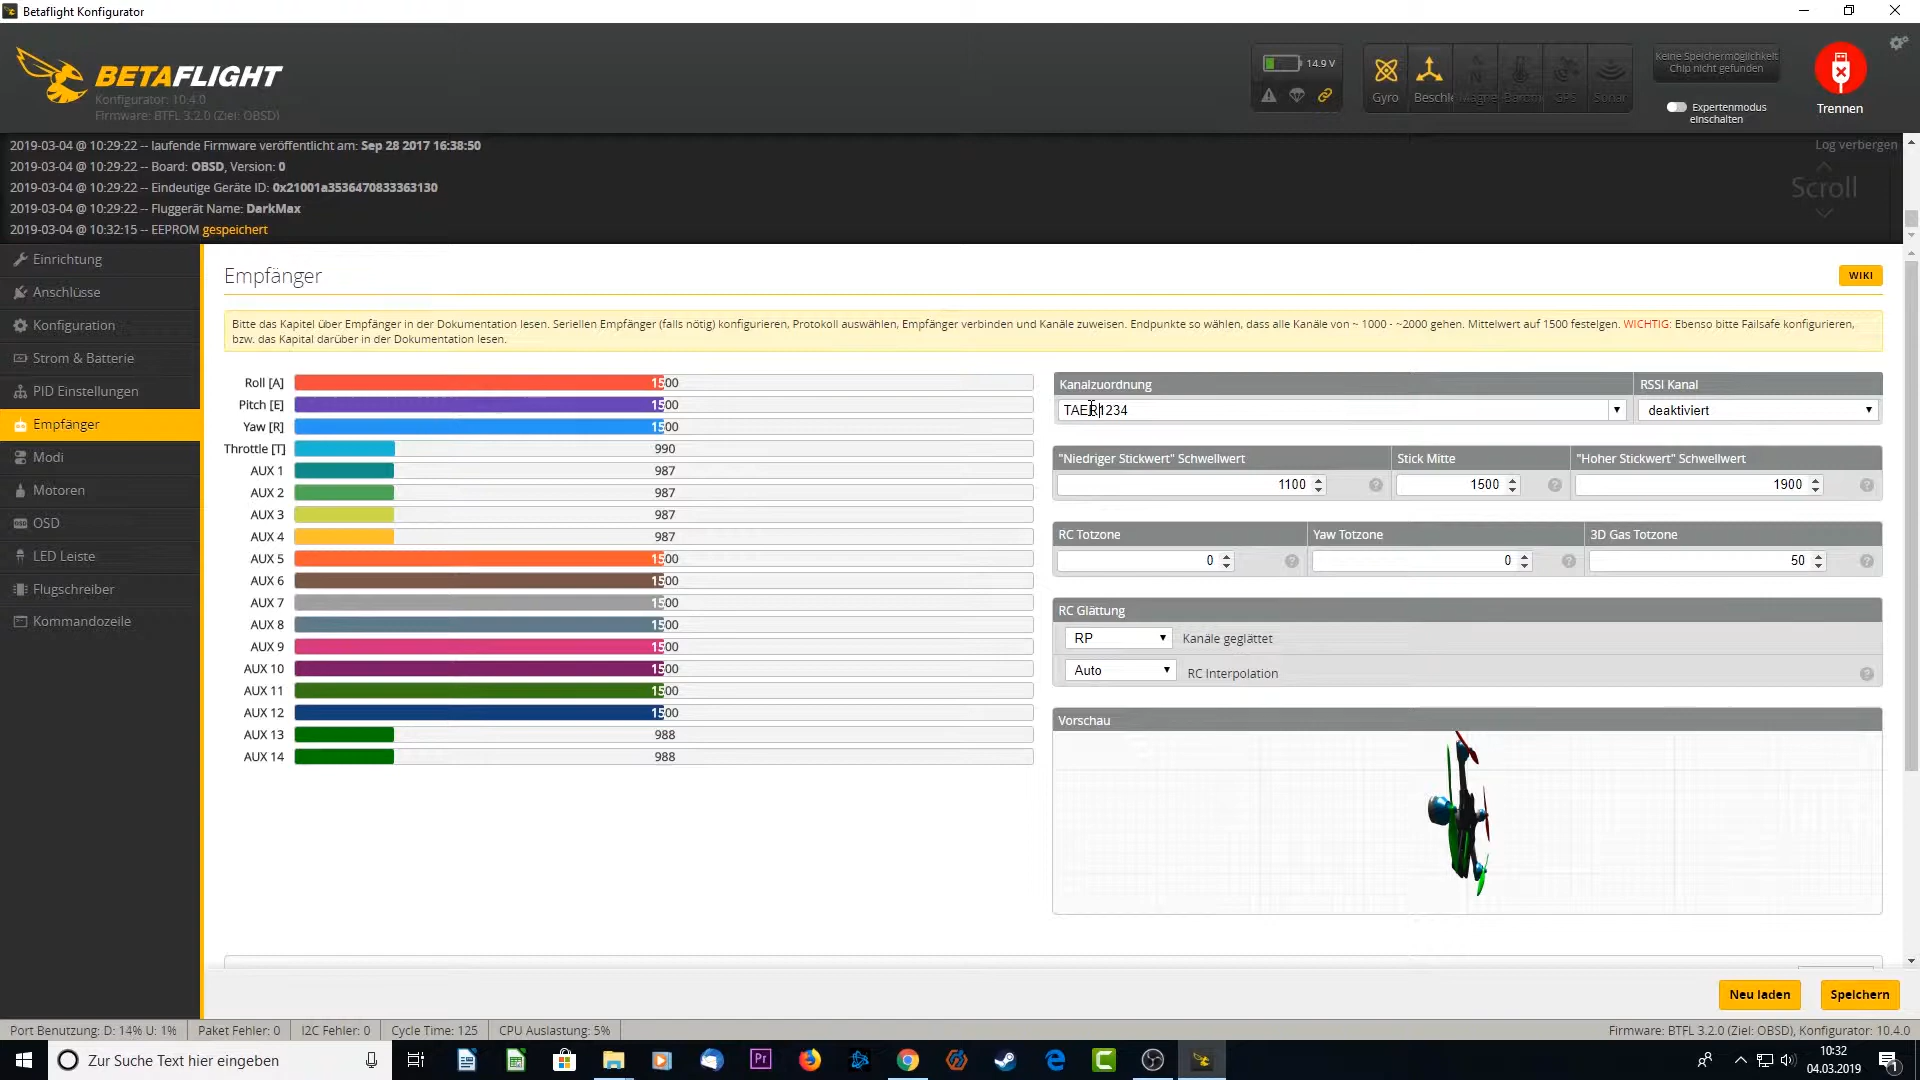 Betaflight Konfigurator
BETAFLIGHT
Konfigurator: 10.4.0
Firmware: BTFL 3.2.0 (Ziel: OBSD)
14.9 V
Gyro
Beschle
GPS
Sonar
Keine Speichermöglichkeit
Chip nicht gefunden
Expertenmodus
einschalten
Trennen
2019-03-04 @ 10:29:22 -- laufende Firmware veröffentlicht am: Sep 28 2017 16:38:50
2019-03-04 @ 10:29:22 -- Board: OBSD, Version: 0
2019-03-04 @ 10:29:22 -- Eindeutige Geräte ID: 0x21001a3536470833363130
2019-03-04 @ 10:29:22 -- Fluggerät Name: DarkMax
2019-03-04 @ 10:32:15 -- EEPROM gespeichert
Log verbergen
Scroll
Einrichtung
Anschlüsse
Konfiguration
Strom & Batterie
PID Einstellungen
Empfänger
Modi
Motoren
OSD
LED Leiste
Flugschreiber
Kommandozeile
Empfänger
WIKI
Bitte das Kapitel über Empfänger in der Dokumentation lesen. Seriellen Empfänger (falls nötig) konfigurieren, Protokoll auswählen, Empfänger verbinden und Kanäle zuweisen. Endpunkte so wählen, dass alle Kanäle von ~ 1000 - ~2000 gehen. Mittelwert auf 1500 festelgen. WICHTIG: Ebenso bitte Failsafe konfigurieren,
bzw. das Kapital darüber in der Dokumentation lesen.
Roll [A] 1500
Pitch [E] 1500
Yaw [R] 1500
Throttle [T] 990
AUX 1 987
AUX 2 987
AUX 3 987
AUX 4 987
AUX 5 1500
AUX 6 1500
AUX 7 1500
AUX 8 1500
AUX 9 1500
AUX 10 1500
AUX 11 1500
AUX 12 1500
AUX 13 988
AUX 14 988
Kanalzuordnung
TAER1234
RSSI Kanal
deaktiviert
"Niedriger Stickwert" Schwellwert
1100
Stick Mitte
1500
"Hoher Stickwert" Schwellwert
1900
RC Totzone
0
Yaw Totzone
0
3D Gas Totzone
50
RC Glättung
RP Kanäle geglättet
Auto RC Interpolation
Vorschau
Neu laden
Speichern
Port Benutzung: D: 14% U: 1%
Paket Fehler: 0
I2C Fehler: 0
Cycle Time: 125
CPU Auslastung: 5%
Firmware: BTFL 3.2.0 (Ziel: OBSD), Konfigurator: 10.4.0
Zur Suche Text hier eingeben
Pr
10:32
04.03.2019
1